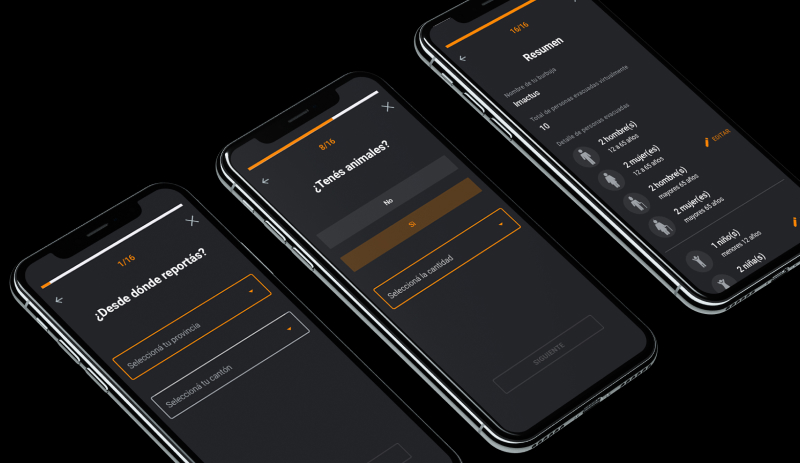 1/16
¿Desde dónde reportás?
Seleccioná tu provincia
Seleccioná tu cantón
8/16
¿Tenés animales?
No
Si
Seleccioná la cantidad
SIGUIENTE
16/16
Resumen
Nombre de tu burbuja
Imactus
Total de personas evacuadas virtualmente
10
Detalle de personas evacuadas
EDITAR
2 hombre(s)
12 a 65 años
2 mujer(es)
12 a 65 años
2 hombre(s)
mayores 65 años
2 mujer(es)
mayores 65 años
1 niño(s)
menores 12 años
2 niña(s)